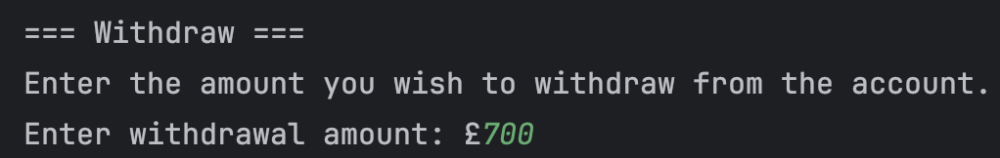 === Withdraw ===
Enter the amount you wish to withdraw from the account.
Enter withdrawal amount: £700